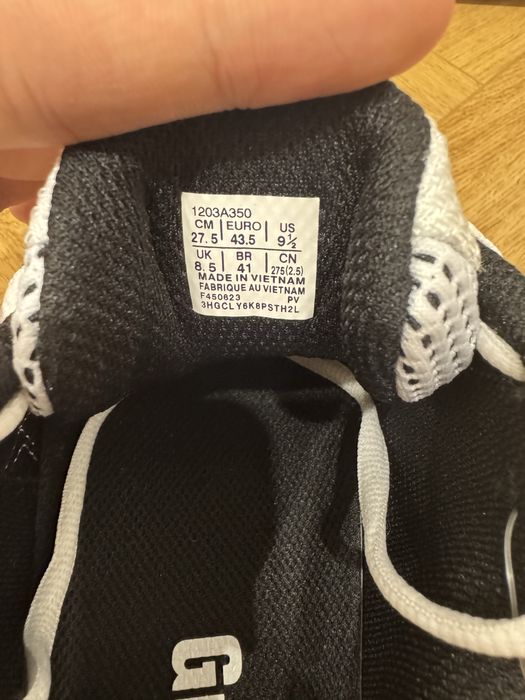 1203A350
CM EURO US
27.5 43.5 9½
UK BR CN
8.5 41 275(2.5)
MADE IN VIETNAM
FABRIQUE AU VIETNAM
F450623 PV
3HGCLY6K8PSTH2L